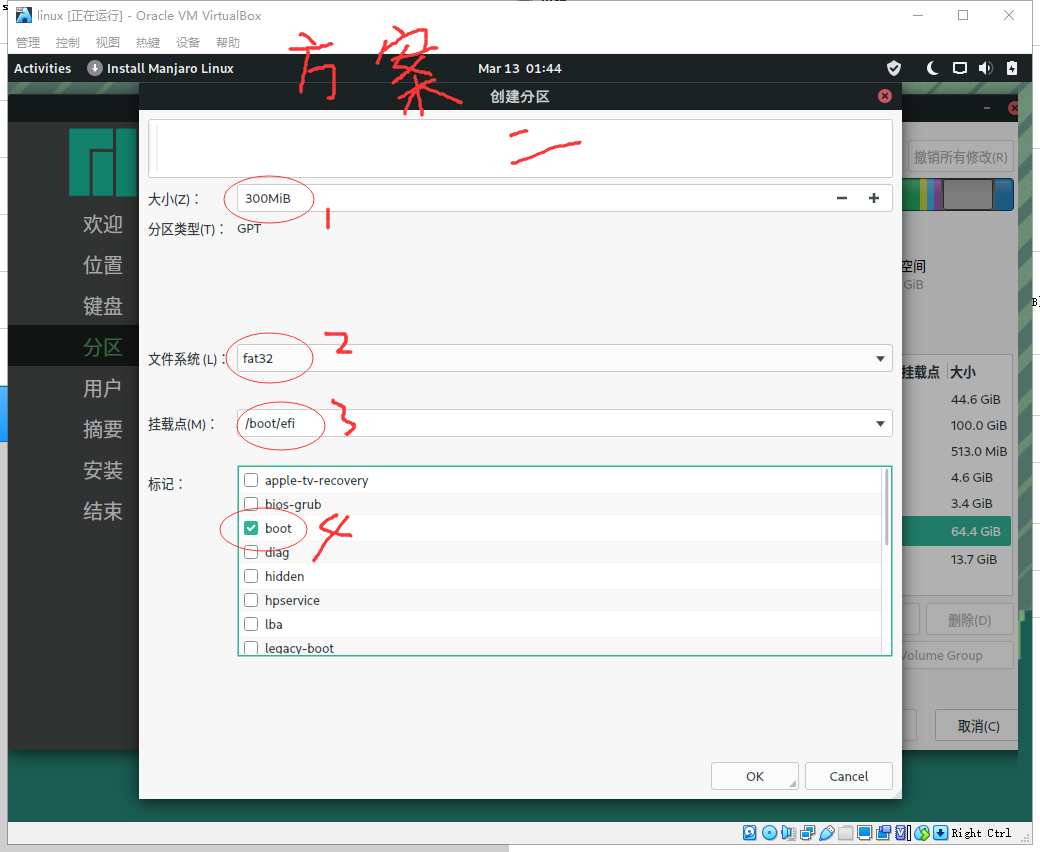 linux [正在运行] - Oracle VM VirtualBox
管理 控制 视图 热键 设备 帮助
方案
二
Activities Install Manjaro Linux Mar 13 01:44
创建分区
撤销所有修改(R)
大小(Z)： 300MiB
1
分区类型(T)： GPT
欢迎
位置
键盘
分区
用户
摘要
安装
结束
空间
GiB
文件系统 (L)： fat32
2
挂载点(M)： /boot/efi
3
标记：
apple-tv-recovery
bios-grub
boot
4
diag
hidden
hpservice
lba
legacy-boot
挂载点 大小
44.6 GiB
100.0 GiB
513.0 MiB
4.6 GiB
3.4 GiB
64.4 GiB
13.7 GiB
删除(D)
Volume Group
取消(C)
OK Cancel
Right Ctrl